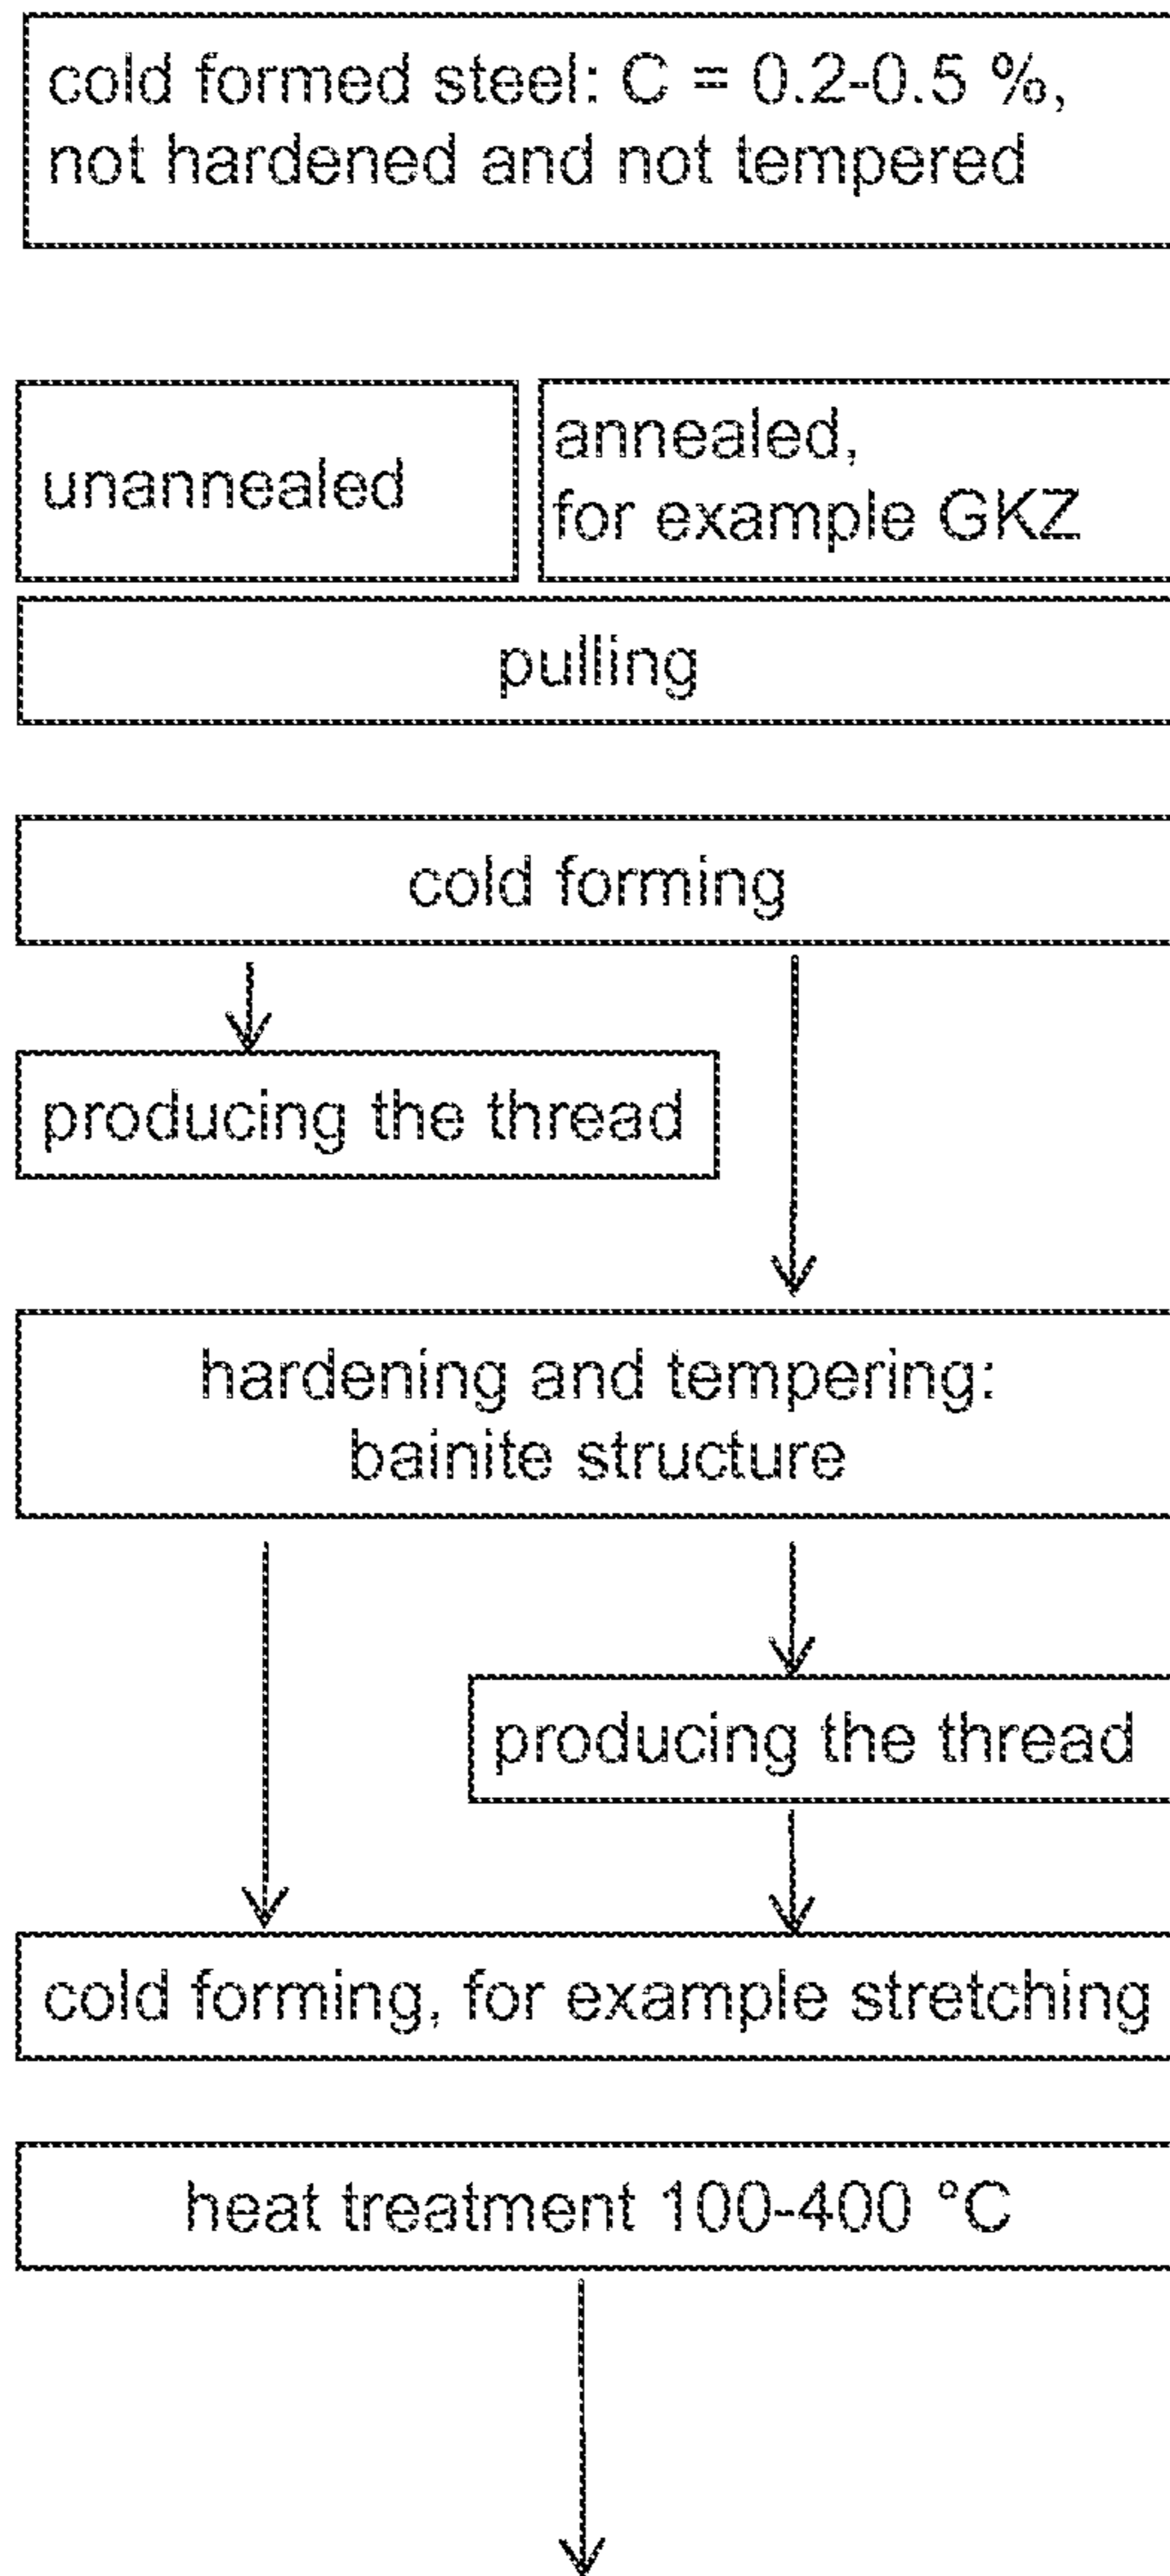 cold formed steel: C = 0.2-0.5 %,
not hardened and not tempered
unannealed
annealed,
for example GKZ
pulling
cold forming
producing the thread
hardening and tempering:
bainite structure
producing the thread
cold forming, for example stretching
heat treatment 100-400 °C